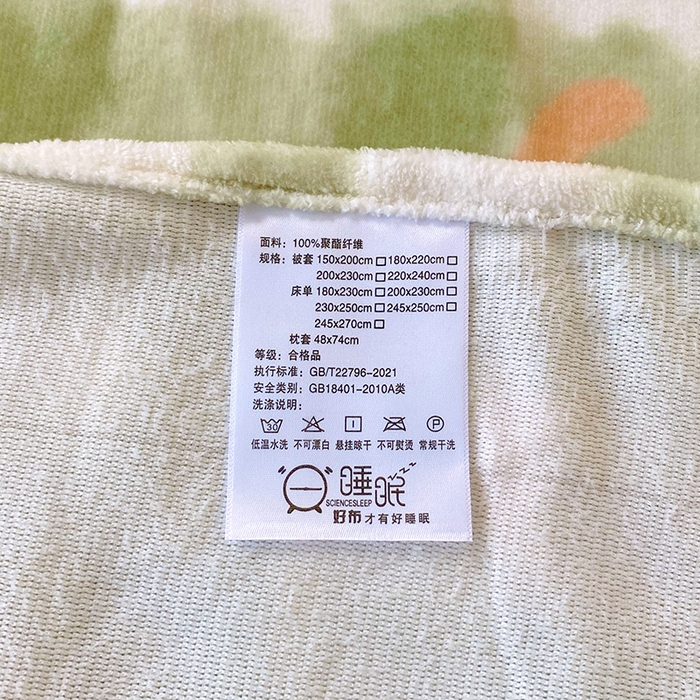 面料：100%聚酯纤维
规格：被套 150x200cm□180x220cm□
200x230cm□220x240cm□
床单 180x230cm□200x230cm□
230x250cm□245x250cm□
245x270cm□
枕套 48x74cm
等级：合格品
执行标准：GB/T22796-2021
安全类别：GB18401-2010A类
洗涤说明：
30 P
低温水洗 不可漂白 悬挂晾干 不可熨烫 常规干洗
睡眠zzz
SCIENCESLEEP
好布才有好睡眠